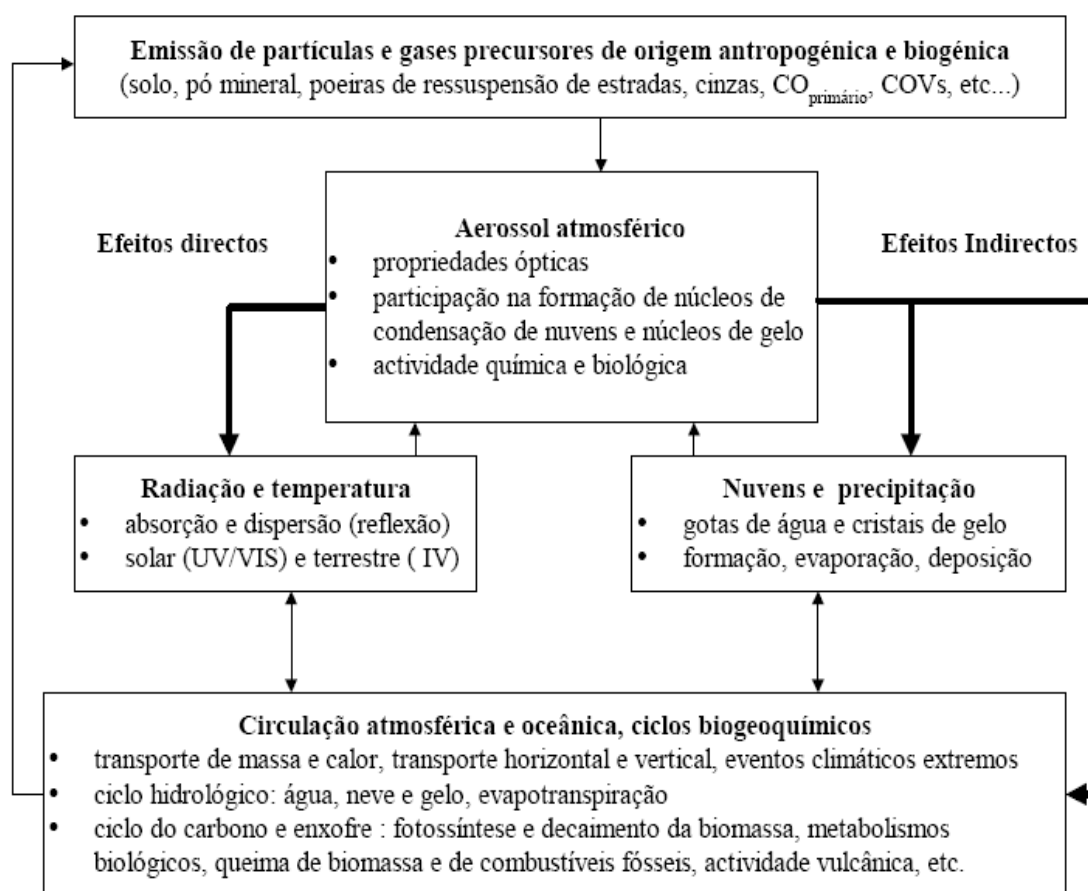 Emissão de partículas e gases precursores de origem antropogénica e biogénica
(solo, pó mineral, poeiras de ressuspensão de estradas, cinzas, COprimário, COVs, etc...)
Efeitos directos
Aerossol atmosférico
• propriedades ópticas
• participação na formação de núcleos de
condensação de nuvens e núcleos de gelo
• actividade química e biológica
Efeitos Indirectos
Radiação e temperatura
• absorção e dispersão (reflexão)
• solar (UV/VIS) e terrestre ( IV)
Nuvens e precipitação
• gotas de água e cristais de gelo
• formação, evaporação, deposição
Circulação atmosférica e oceânica, ciclos biogeoquímicos
• transporte de massa e calor, transporte horizontal e vertical, eventos climáticos extremos
• ciclo hidrológico: água, neve e gelo, evapotranspiração
• ciclo do carbono e enxofre : fotossíntese e decaimento da biomassa, metabolismos
biológicos, queima de biomassa e de combustíveis fósseis, actividade vulcânica, etc.